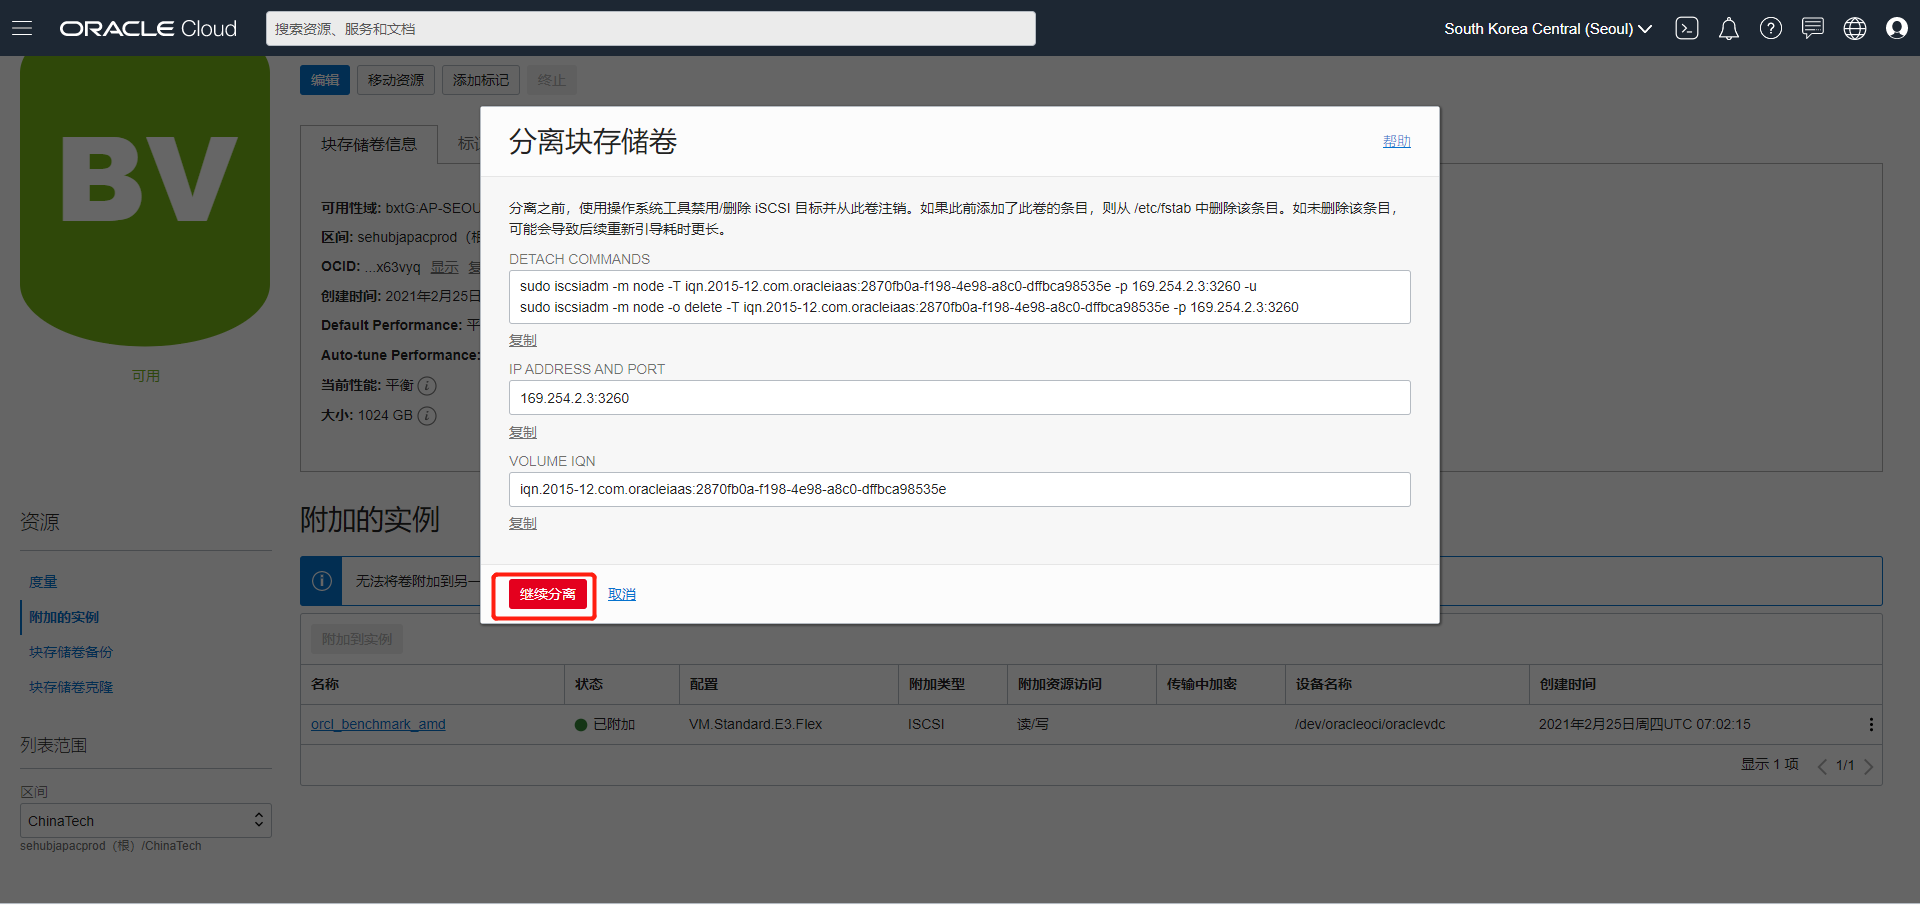 ORACLE Cloud
搜索资源、服务和文档
South Korea Central (Seoul)
BV
可用
编辑
移动资源
添加标记
终止
块存储卷信息
可用性域: bxtG:AP-SEOU
区间: sehubjapacprod
OCID: ...x63vyq 显示
创建时间: 2021年2月25日
Default Performance: 平
Auto-tune Performance:
当前性能: 平衡
大小: 1024 GB
分离块存储卷
帮助
分离之前，使用操作系统工具禁用/删除 iSCSI 目标并从此卷注销。如果此前添加了此卷的条目，则从 /etc/fstab 中删除该条目。如未删除该条目，
可能会导致后续重新引导耗时更长。
DETACH COMMANDS
sudo iscsiadm -m node -T iqn.2015-12.com.oracleiaas:2870fb0a-f198-4e98-a8c0-dffbca98535e -p 169.254.2.3:3260 -u
sudo iscsiadm -m node -o delete -T iqn.2015-12.com.oracleiaas:2870fb0a-f198-4e98-a8c0-dffbca98535e -p 169.254.2.3:3260
复制
IP ADDRESS AND PORT
169.254.2.3:3260
复制
VOLUME IQN
iqn.2015-12.com.oracleiaas:2870fb0a-f198-4e98-a8c0-dffbca98535e
复制
继续分离
取消
资源
度量
附加的实例
块存储卷备份
块存储卷克隆
列表范围
区间
ChinaTech
sehubjapacprod（根）/ChinaTech
附加的实例
无法将卷附加到另一
附加到实例
名称 状态 配置 附加类型 附加资源访问 传输中加密 设备名称 创建时间
orcl_benchmark_amd 已附加 VM.Standard.E3.Flex ISCSI 读/写 /dev/oracleoci/oraclevdc 2021年2月25日周四UTC 07:02:15
显示 1 项 1/1